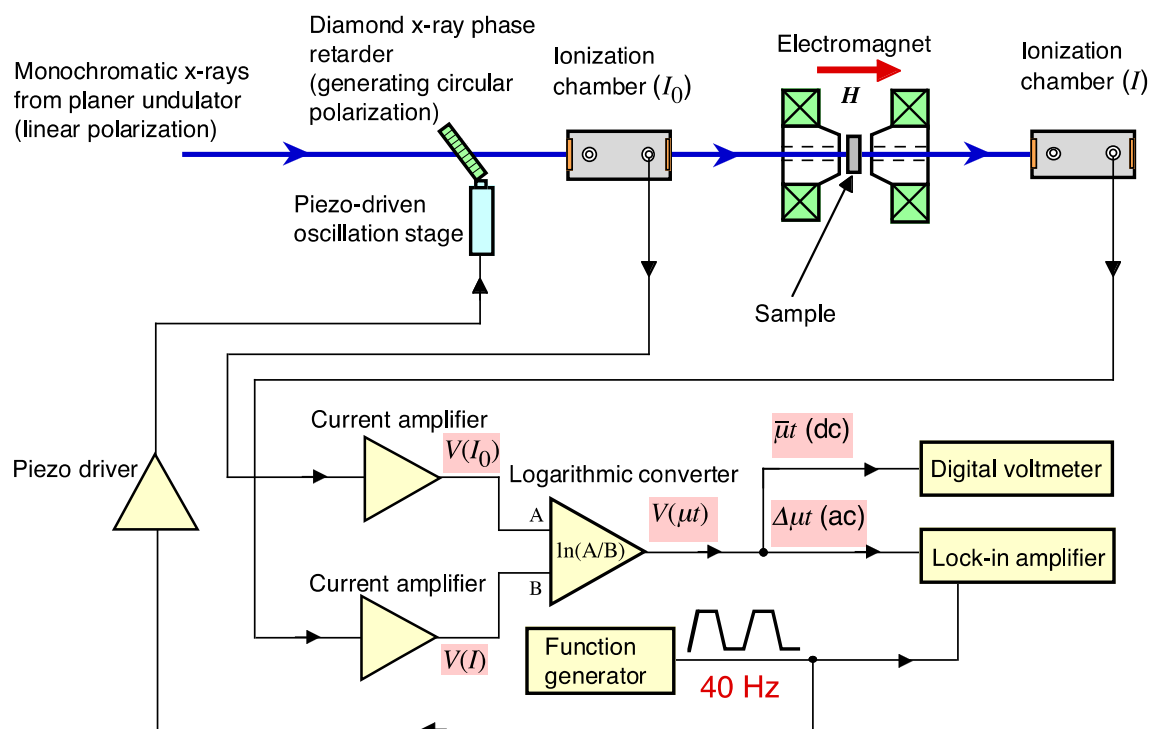 Monochromatic x-rays
from planer undulator
(linear polarization)
Diamond x-ray phase
retarder
(generating circular
polarization)
Ionization
chamber (I₀)
Electromagnet
H
Ionization
chamber (I)
Piezo-driven
oscillation stage
Sample
Piezo driver
Current amplifier
V(I₀)
Logarithmic converter
A
ln(A/B)
B
V(μt)
μ̅t (dc)
Digital voltmeter
Δμt (ac)
Lock-in amplifier
Current amplifier
V(I)
Function
generator
40 Hz